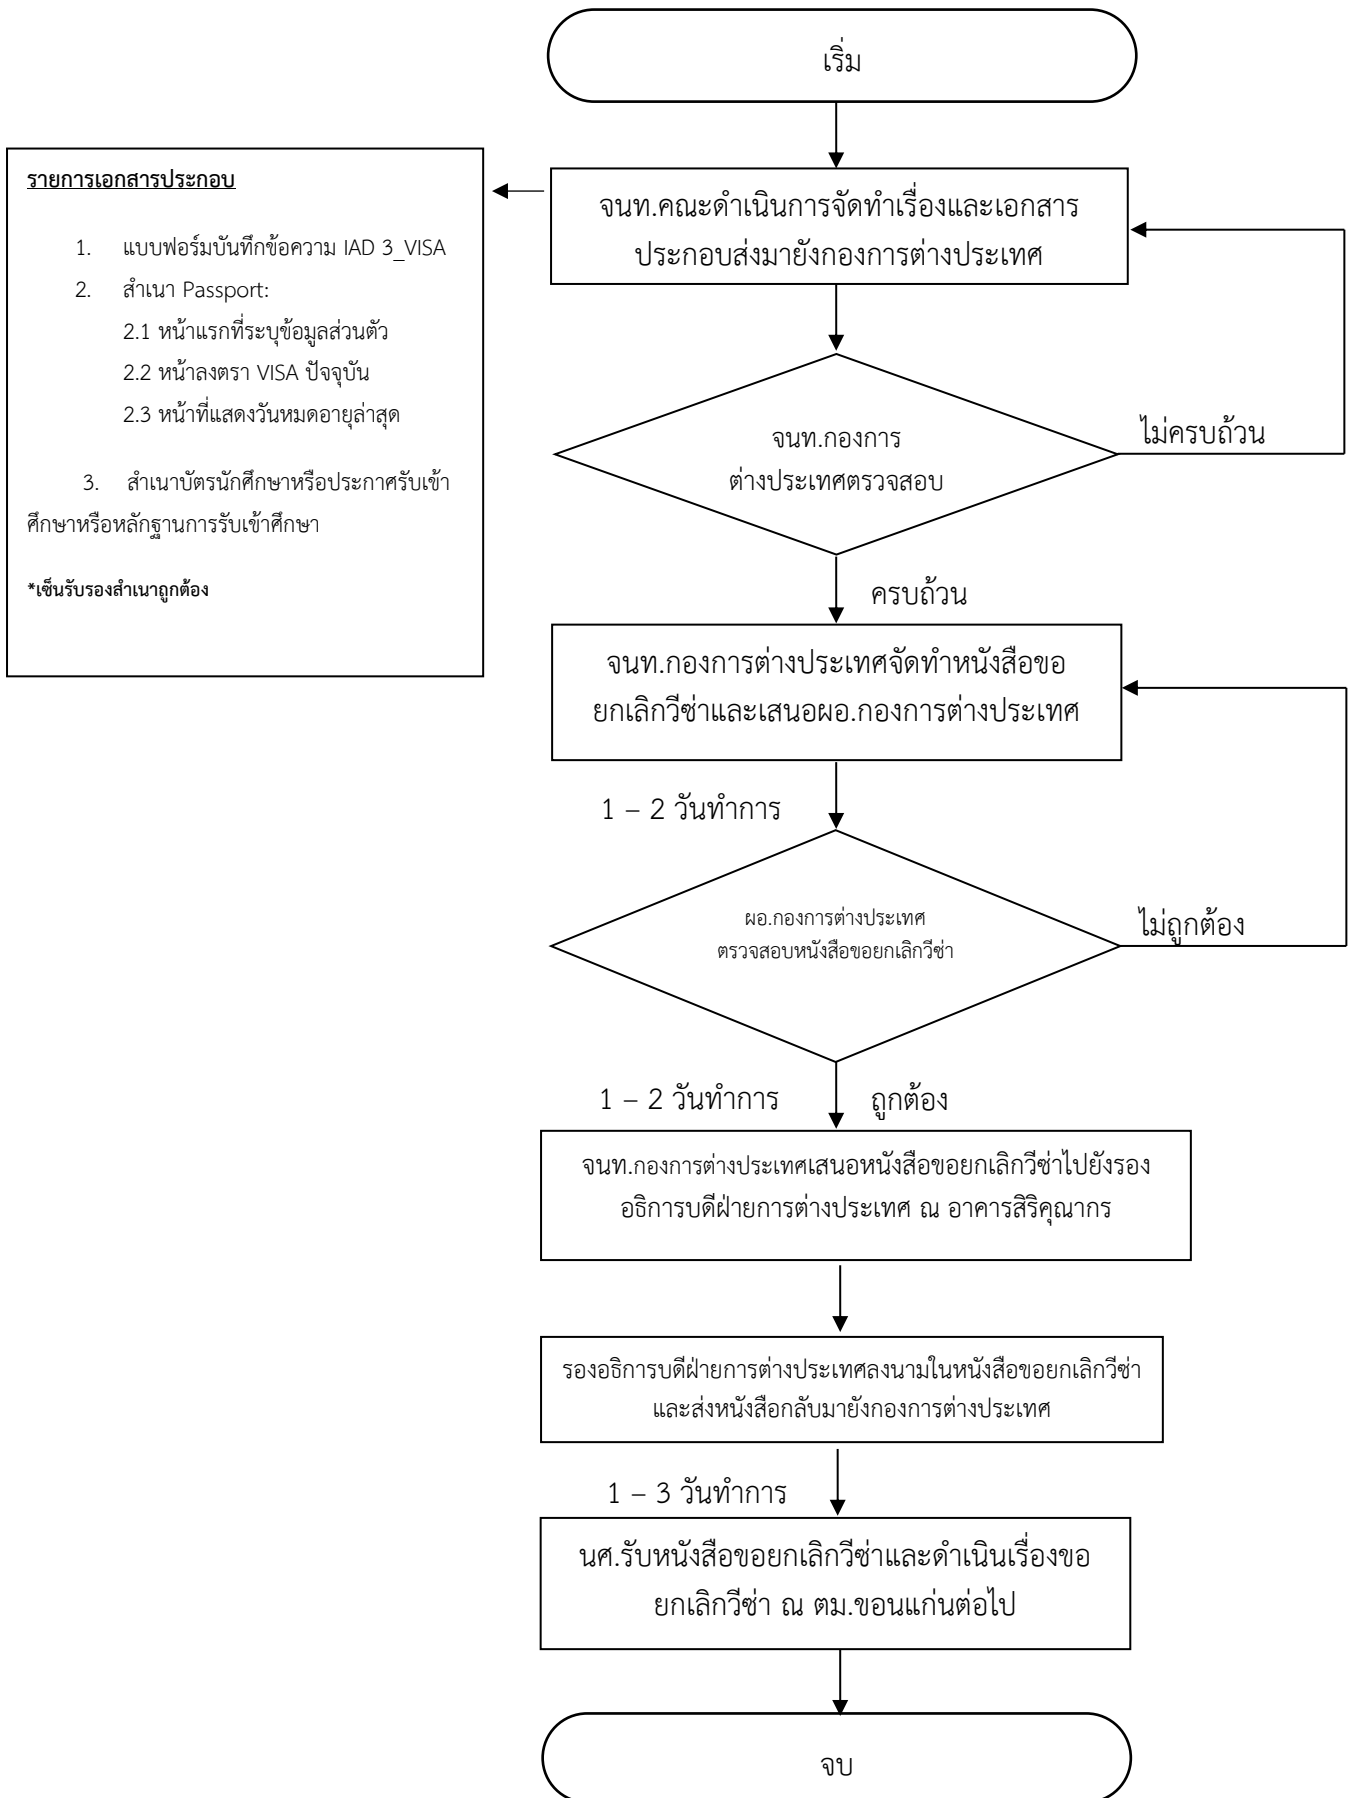 เริ่ม
รายการเอกสารประกอบ
1. แบบฟอร์มบันทึกข้อความ IAD 3_VISA
2. สำเนา Passport:
2.1 หน้าแรกที่ระบุข้อมูลส่วนตัว
2.2 หน้าลงตรา VISA ปัจจุบัน
2.3 หน้าที่แสดงวันหมดอายุล่าสุด
3. สำเนาบัตรนักศึกษาหรือประกาศรับเข้า
ศึกษาหรือหลักฐานการรับเข้าศึกษา
*เซ็นรับรองสำเนาถูกต้อง
จนท.คณะดำเนินการจัดทำเรื่องและเอกสาร
ประกอบส่งมายังกองการต่างประเทศ
จนท.กองการ
ต่างประเทศตรวจสอบ
ไม่ครบถ้วน
ครบถ้วน
จนท.กองการต่างประเทศจัดทำหนังสือขอ
ยกเลิกวีซ่าและเสนอผอ.กองการต่างประเทศ
1 – 2 วันทำการ
ผอ.กองการต่างประเทศ
ตรวจสอบหนังสือขอยกเลิกวีซ่า
ไม่ถูกต้อง
1 – 2 วันทำการ
ถูกต้อง
จนท.กองการต่างประเทศเสนอหนังสือขอยกเลิกวีซ่าไปยังรอง
อธิการบดีฝ่ายการต่างประเทศ ณ อาคารสิริคุณากร
รองอธิการบดีฝ่ายการต่างประเทศลงนามในหนังสือขอยกเลิกวีซ่า
และส่งหนังสือกลับมายังกองการต่างประเทศ
1 – 3 วันทำการ
นศ.รับหนังสือขอยกเลิกวีซ่าและดำเนินเรื่องขอ
ยกเลิกวีซ่า ณ ตม.ขอนแก่นต่อไป
จบ